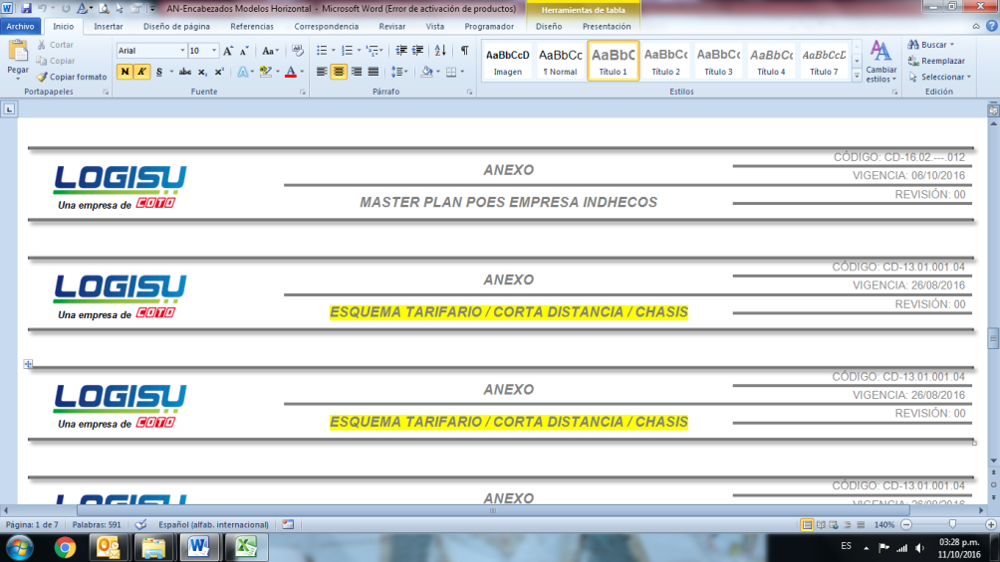 AN-Encabezados Modelos Horizontal - Microsoft Word (Error de activación de productos)
Herramientas de tabla
Archivo Inicio Insertar Diseño de página Referencias Correspondencia Revisar Vista Programador Diseño Presentación
Pegar
Cortar
Copiar
Copiar formato
Portapapeles
Arial 10
N K S abc x₂ x² A
Aa
Fuente
Párrafo
AaBbCcD AaBbCc AaBbC AaBbCc AaBbCc AaBbCc AaBbCcD
Imagen ¶ Normal Título 1 Título 2 Título 3 Título 4 Título 7
Cambiar estilos
Estilos
Buscar
Reemplazar
Seleccionar
Edición
LOGISU
Una empresa de COTO
ANEXO
MASTER PLAN POES EMPRESA INDHECOS
CÓDIGO: CD-16.02.---.012
VIGENCIA: 06/10/2016
REVISIÓN: 00
LOGISU
Una empresa de COTO
ANEXO
ESQUEMA TARIFARIO / CORTA DISTANCIA / CHASIS
CÓDIGO: CD-13.01.001.04
VIGENCIA: 26/08/2016
REVISIÓN: 00
LOGISU
Una empresa de COTO
ANEXO
ESQUEMA TARIFARIO / CORTA DISTANCIA / CHASIS
CÓDIGO: CD-13.01.001.04
VIGENCIA: 26/08/2016
REVISIÓN: 00
LOGISU
ANEXO
CÓDIGO: CD-13.01.001.04
VIGENCIA: 26/08/2016
Página: 1 de 7 Palabras: 591 Español (alfab. internacional) 140%
ES
03:28 p.m.
11/10/2016